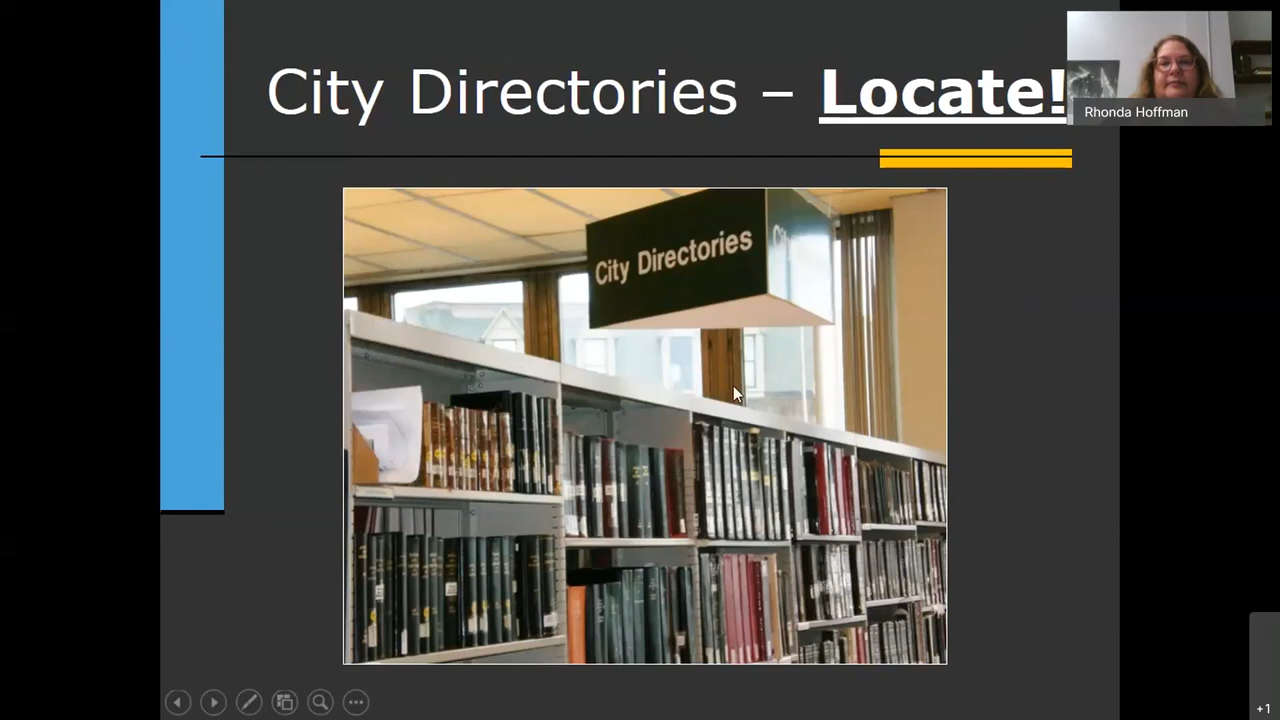 City Directories – Locate!
Rhonda Hoffman
City Directories
+1